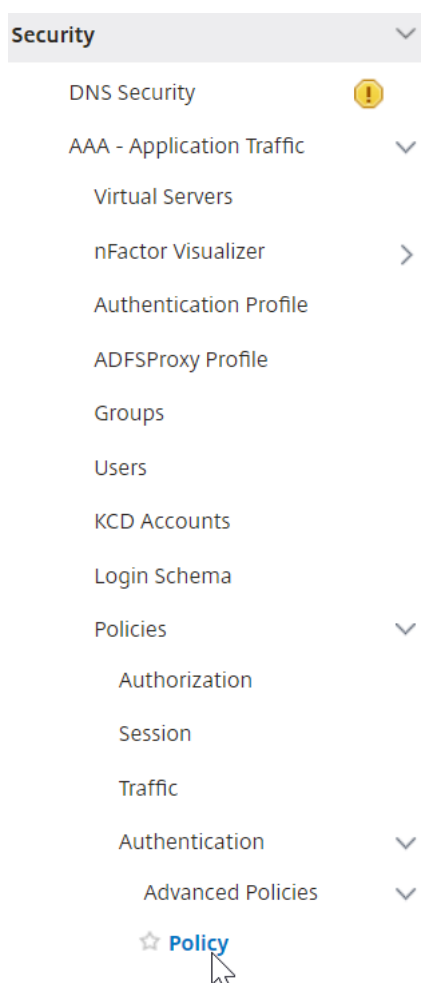 Security
DNS Security
AAA - Application Traffic
Virtual Servers
nFactor Visualizer
Authentication Profile
ADFSProxy Profile
Groups
Users
KCD Accounts
Login Schema
Policies
Authorization
Session
Traffic
Authentication
Advanced Policies
Policy